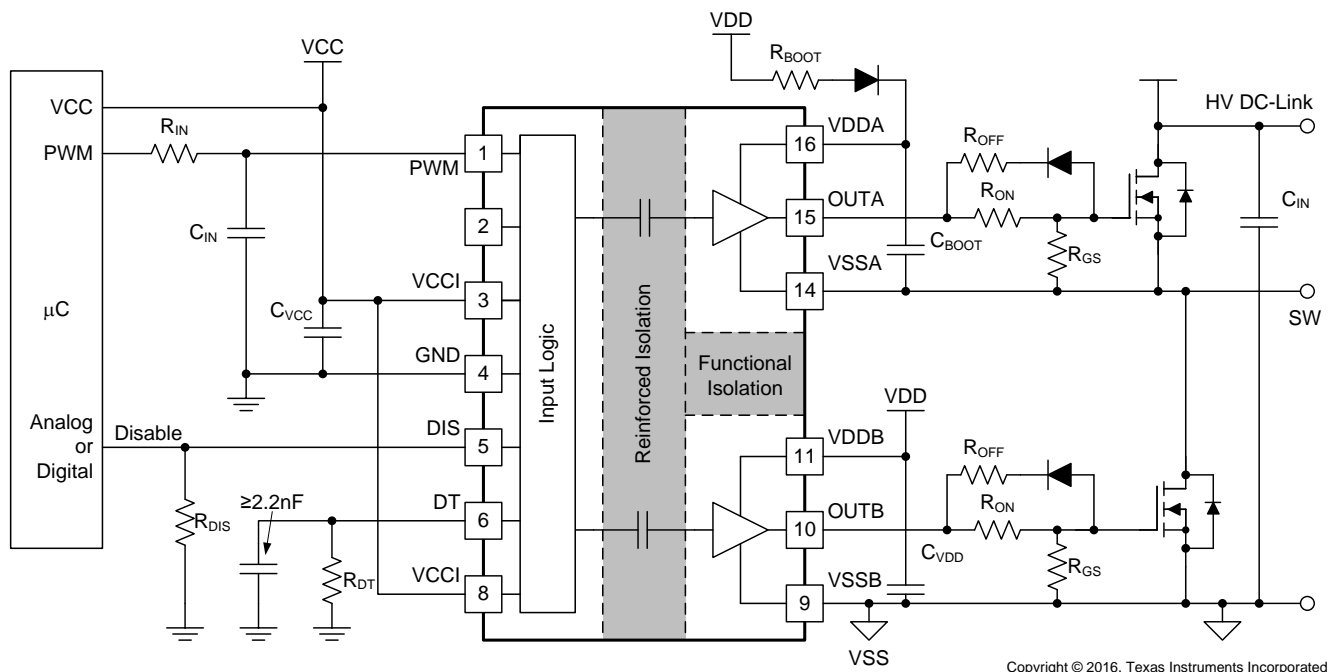 VDD
R_BOOT
VCC
VCC
PWM
R_IN
C_IN
C_VCC
μC
Analog
or
Digital
Disable
R_DIS
≥2.2nF
R_DT
1
PWM
2
VCCI
3
GND
4
DIS
5
DT
6
VCCI
8
Input Logic
Reinforced Isolation
Functional
Isolation
16
VDDA
15
OUTA
14
VSSA
C_BOOT
R_OFF
R_ON
R_GS
HV DC-Link
C_IN
SW
VDD
11
VDDB
10
OUTB
9
VSSB
C_VDD
R_OFF
R_ON
R_GS
VSS
Copyright © 2016, Texas Instruments Incorporated